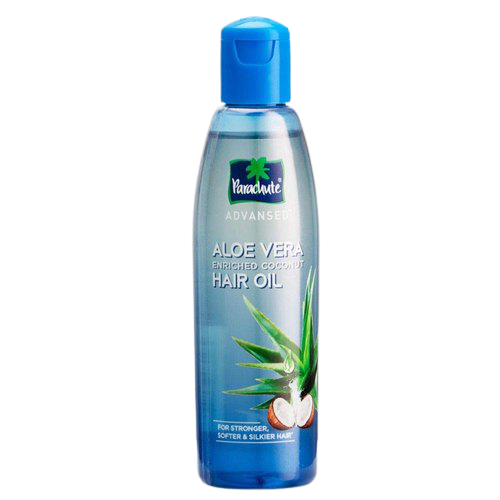 Parachute®
ADVANSED
ALOE VERA
ENRICHED COCONUT
HAIR OIL
FOR STRONGER,
SOFTER & SILKIER HAIR*